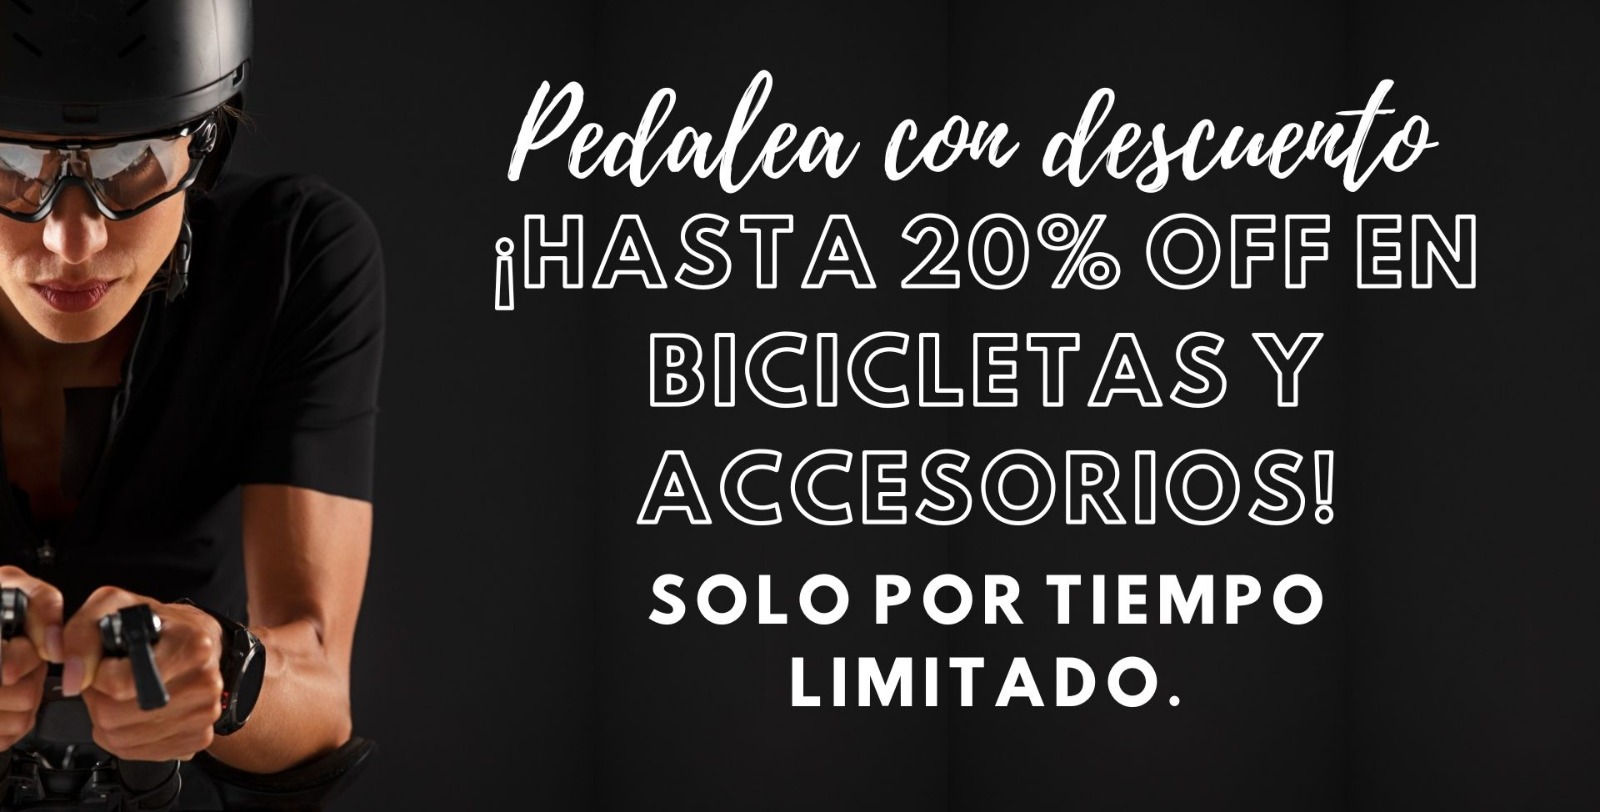 Pedalea con descuento
¡HASTA 20% OFF EN
BICICLETAS Y
ACCESORIOS!
SOLO POR TIEMPO
LIMITADO.